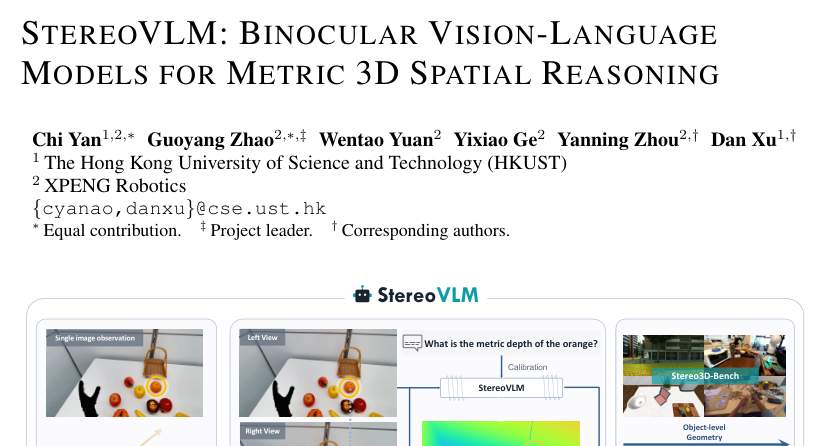 STEREOVLM: BINOCULAR VISION-LANGUAGE
MODELS FOR METRIC 3D SPATIAL REASONING
Chi Yan1,2,* Guoyang Zhao2,*,‡ Wentao Yuan2 Yixiao Ge2 Yanning Zhou2,† Dan Xu1,†
1 The Hong Kong University of Science and Technology (HKUST)
2 XPENG Robotics
{cyanao,danxu}@cse.ust.hk
* Equal contribution. ‡ Project leader. † Corresponding authors.
StereoVLM
Single image observation
Left View
What is the metric depth of the orange?
Calibration
StereoVLM
Right View
Stereo3D-Bench
Object-level
Geometry